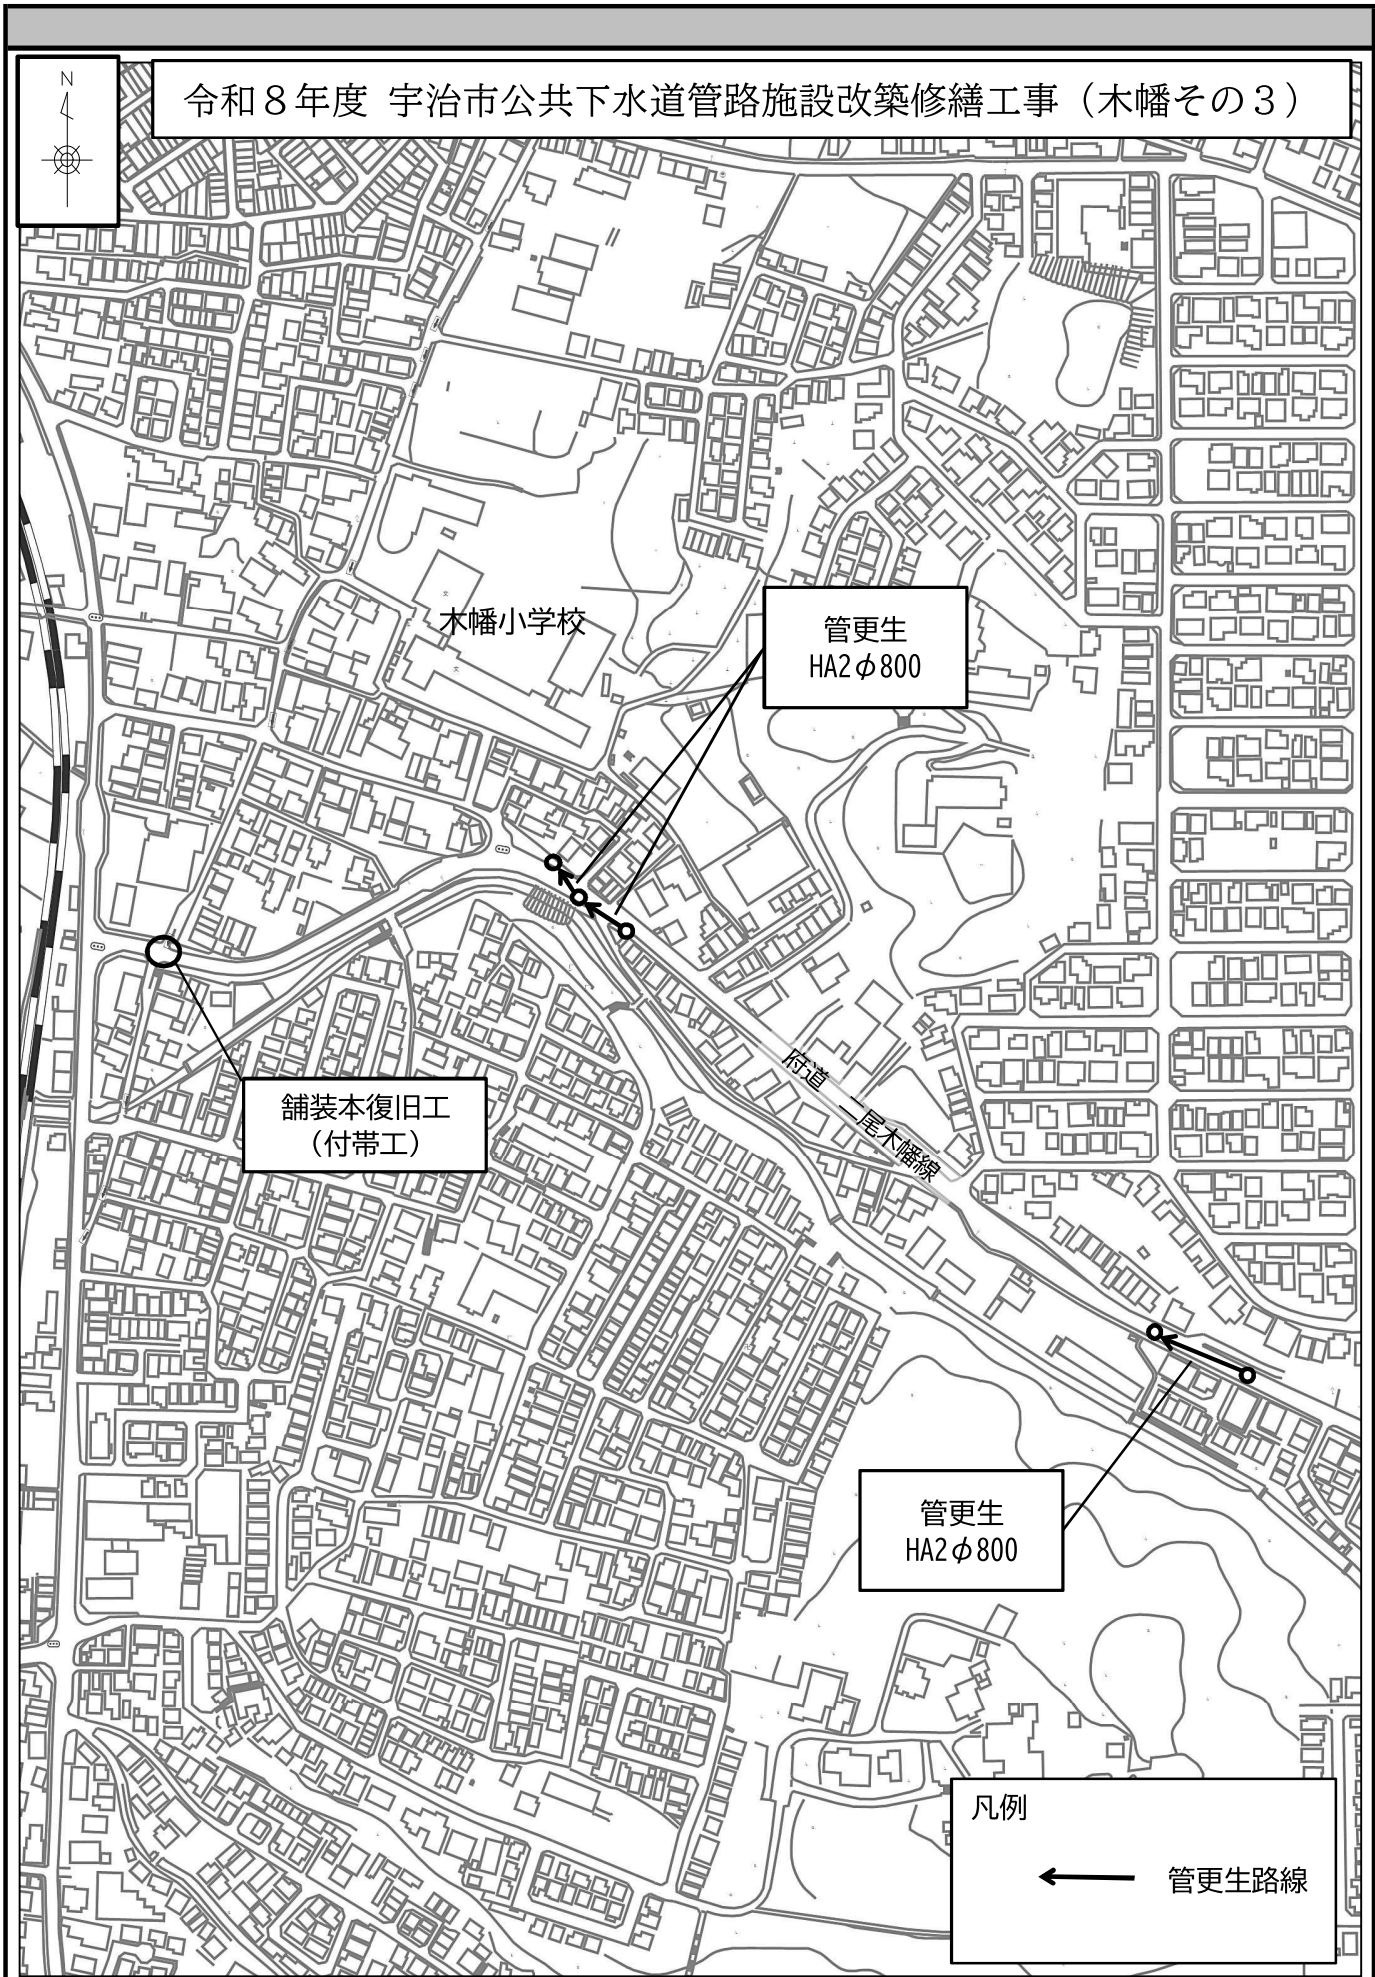 N
令和８年度 宇治市公共下水道管路施設改築修繕工事（木幡その３）
木幡小学校
管更生
HA2φ800
府道 二尾木幡線
舗装本復旧工
（付帯工）
管更生
HA2φ800
凡例
管更生路線